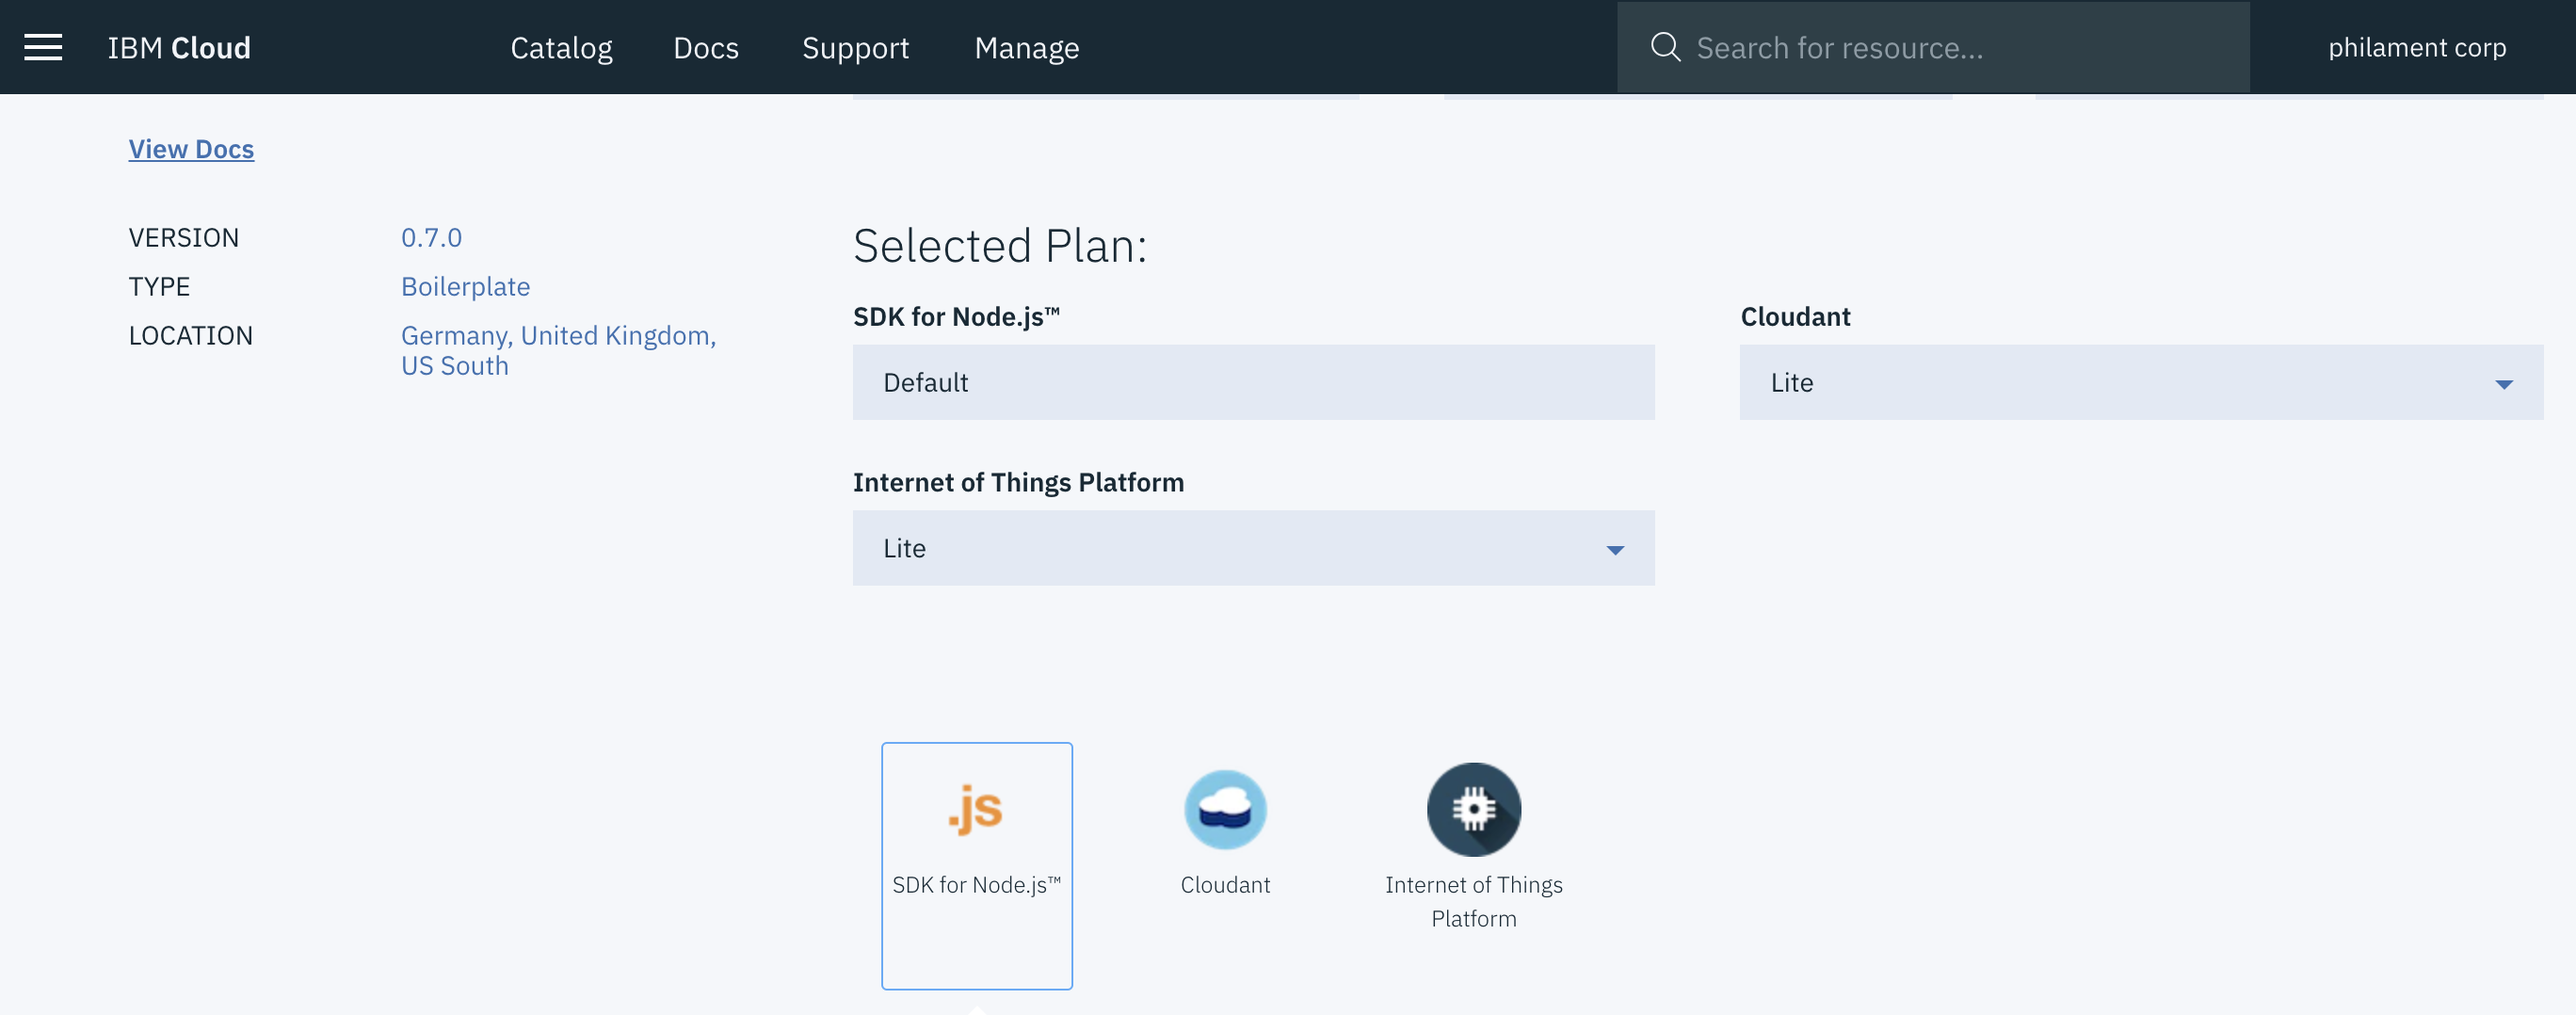 IBM Cloud
Catalog
Docs
Support
Manage
Search for resource...
philament corp
View Docs
VERSION 0.7.0
TYPE Boilerplate
LOCATION Germany, United Kingdom,
US South
Selected Plan:
SDK for Node.js™
Default
Cloudant
Lite
Internet of Things Platform
Lite
.js
SDK for Node.js™
Cloudant
Internet of Things
Platform